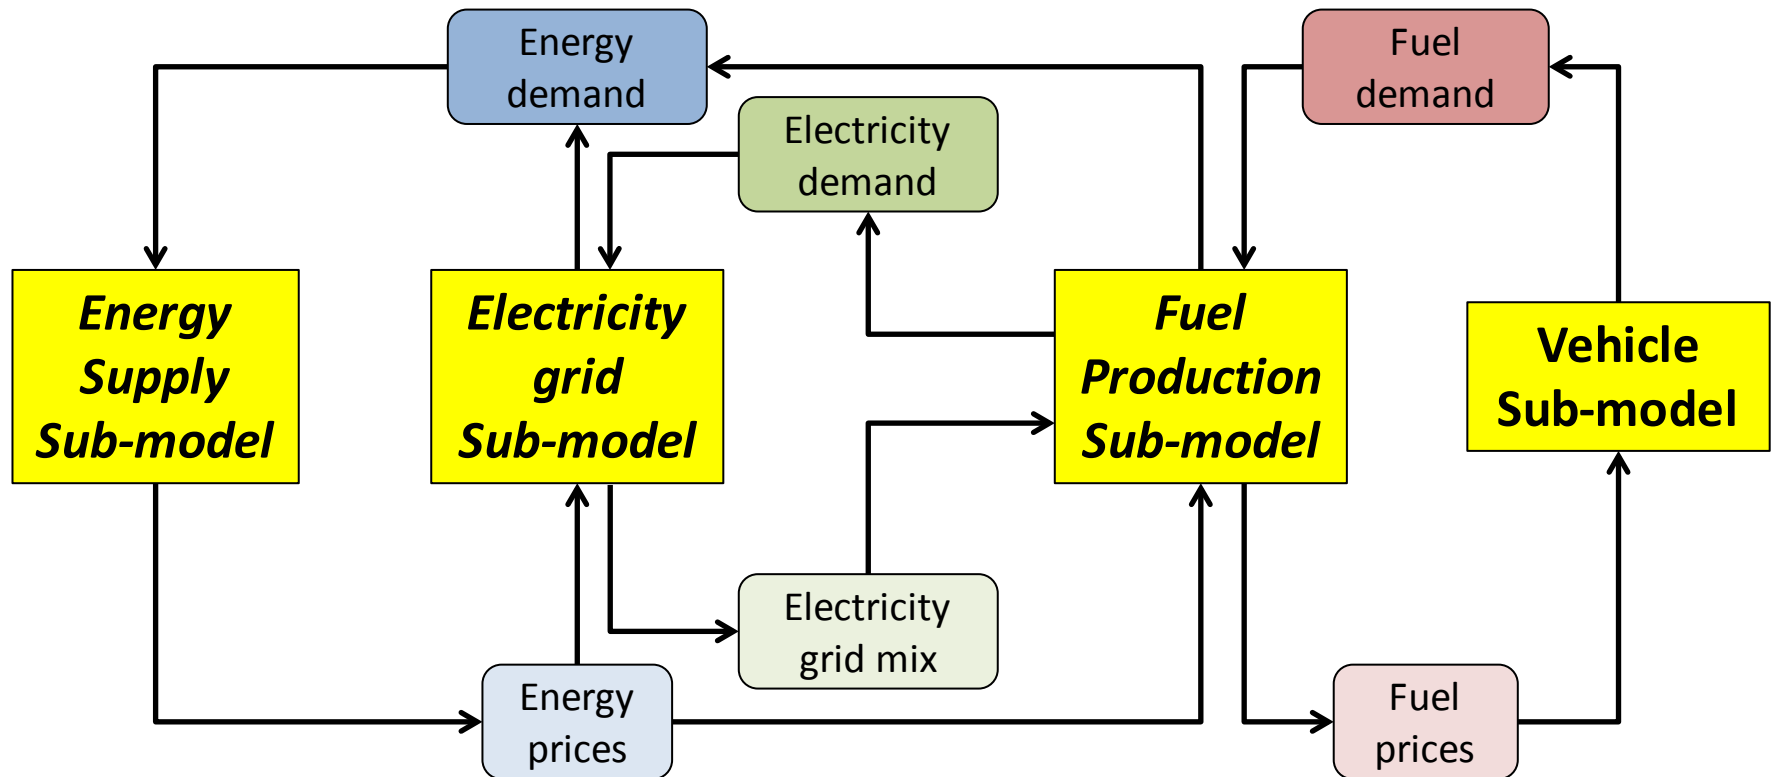 Energy
demand
Fuel
demand
Electricity
demand
Energy
Supply
Sub-model
Electricity
grid
Sub-model
Fuel
Production
Sub-model
Vehicle
Sub-model
Electricity
grid mix
Energy
prices
Fuel
prices